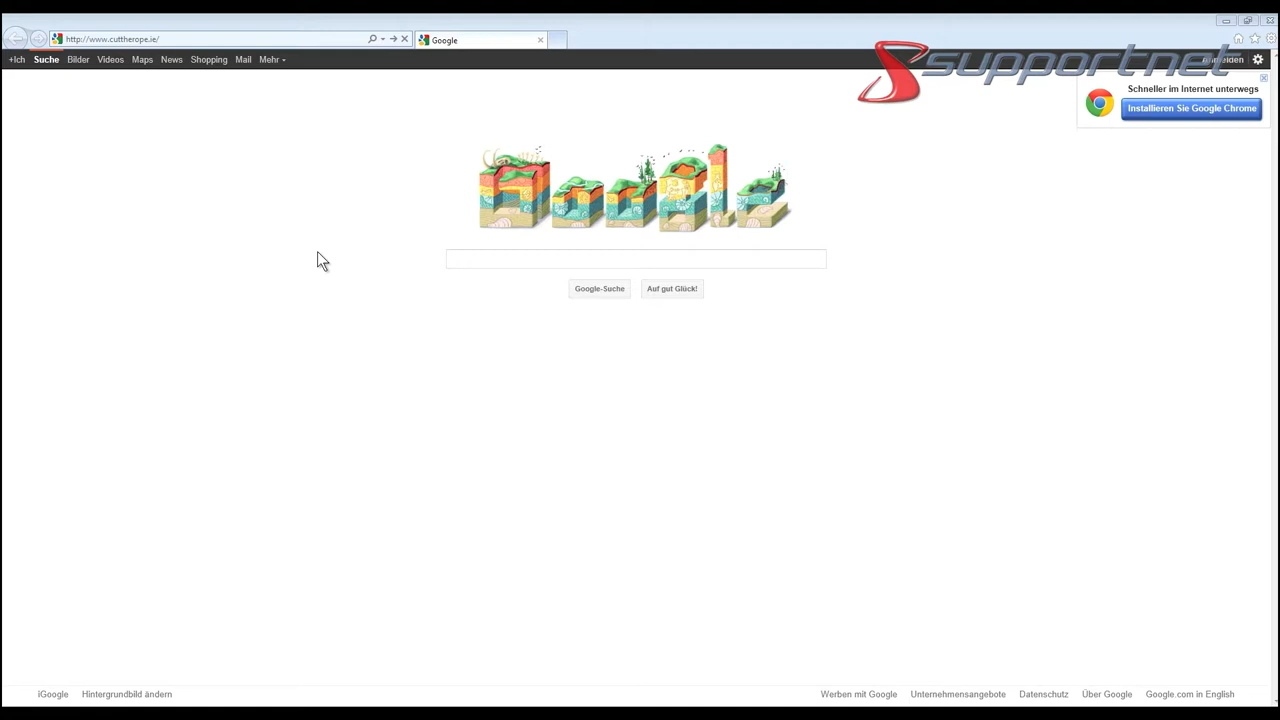 http://www.cuttherope.ie/
Google
+Ich Suche Bilder Videos Maps News Shopping Mail Mehr
Anmelden
supportnet
Schneller im Internet unterwegs
Installieren Sie Google Chrome
Google
Google-Suche Auf gut Glück!
iGoogle Hintergrundbild ändern Werben mit Google Unternehmensangebote Datenschutz Über Google Google.com in English